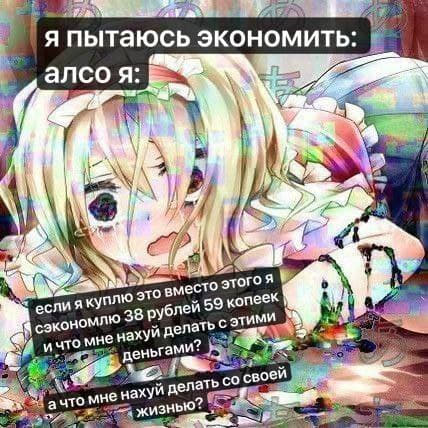 я пытаюсь экономить:
алсо я:
если я куплю это вместо этого я
сэкономлю 38 рублей 59 копеек
и что мне нахуй делать с этими
деньгами?
а что мне нахуй делать со своей
жизнью?